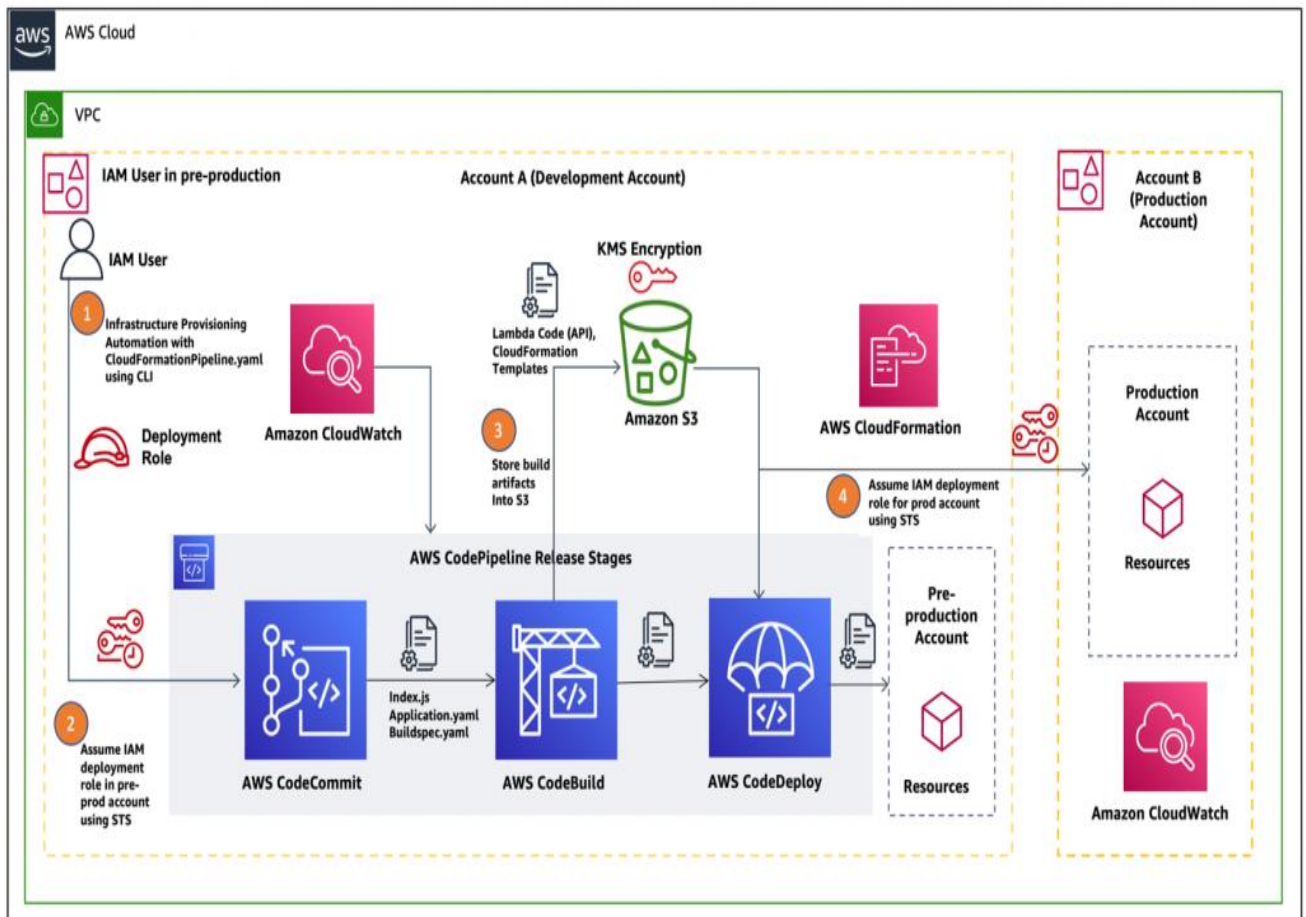 aws
AWS Cloud
VPC
IAM User in pre-production
Account A (Development Account)
Account B
(Production
Account)
IAM User
KMS Encryption
1
Infrastructure Provisioning
Automation with
CloudFormationPipeline.yaml
using CLI
Lambda Code (API),
CloudFormation
Templates
Amazon S3
Amazon CloudWatch
AWS CloudFormation
Production
Account
Resources
Deployment
Role
3
Store build
artifacts
Into S3
4
Assume IAM deployment
role for prod account
using STS
AWS CodePipeline Release Stages
Pre-
production
Account
Resources
2
Assume IAM
deployment
role in pre-
prod account
using STS
Index.js
Application.yaml
Buildspec.yaml
AWS CodeCommit
AWS CodeBuild
AWS CodeDeploy
Amazon CloudWatch